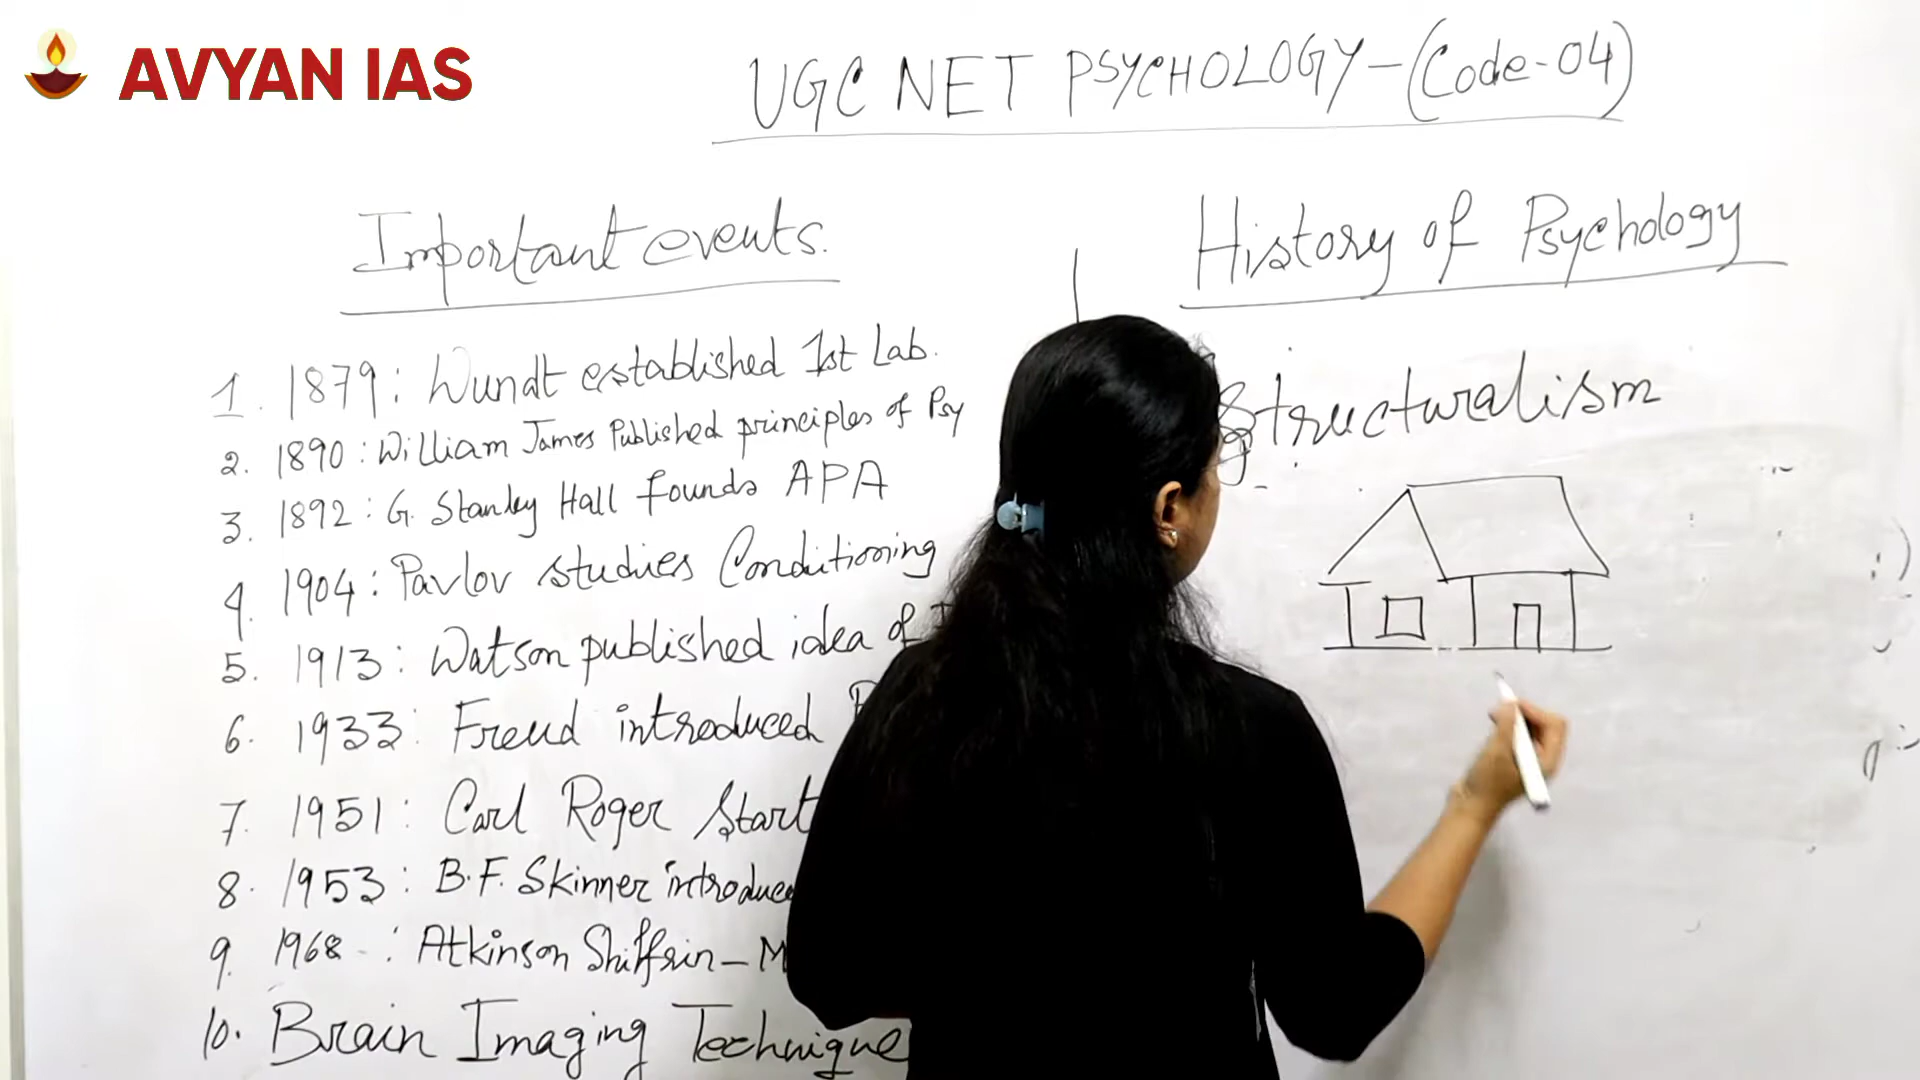 AVYAN IAS
UGC NET PSYCHOLOGY-(Code-04)
Important events.
1. 1879: Wundt established 1st Lab.
2. 1890: William James Published principles of Psy
3. 1892: G. Stanley Hall founds APA
4. 1904: Pavlov studies Conditioning
5. 1913: Watson published idea of
6. 1933: Freud introduced
7. 1951: Carl Roger Start
8. 1953: B.F. Skinner introduced
9. 1968: Atkinson Shiffrin - M
10. Brain Imaging Technique
History of Psychology
Structuralism